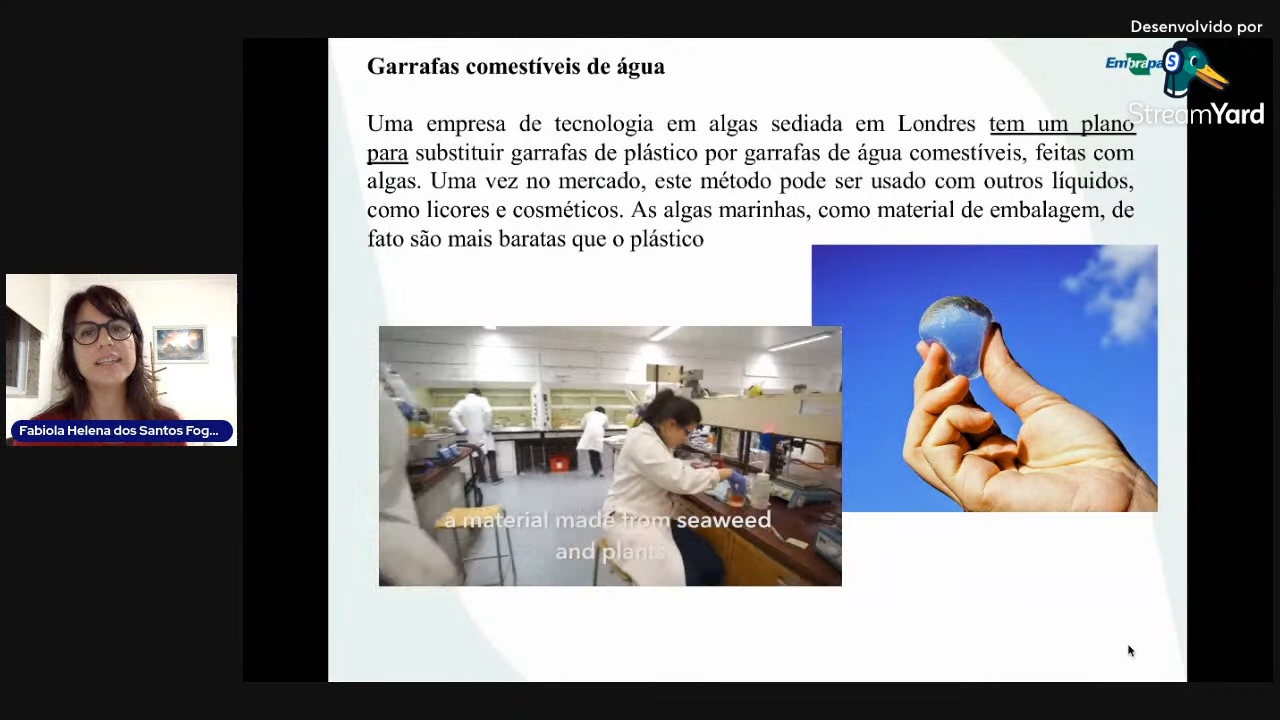 Desenvolvido por
StreamYard
Embrapa
S
Garrafas comestíveis de água
Uma empresa de tecnologia em algas sediada em Londres tem um plano
para substituir garrafas de plástico por garrafas de água comestíveis, feitas com
algas. Uma vez no mercado, este método pode ser usado com outros líquidos,
como licores e cosméticos. As algas marinhas, como material de embalagem, de
fato são mais baratas que o plástico
Fabiola Helena dos Santos Fog...
a material made from seaweed
and plants